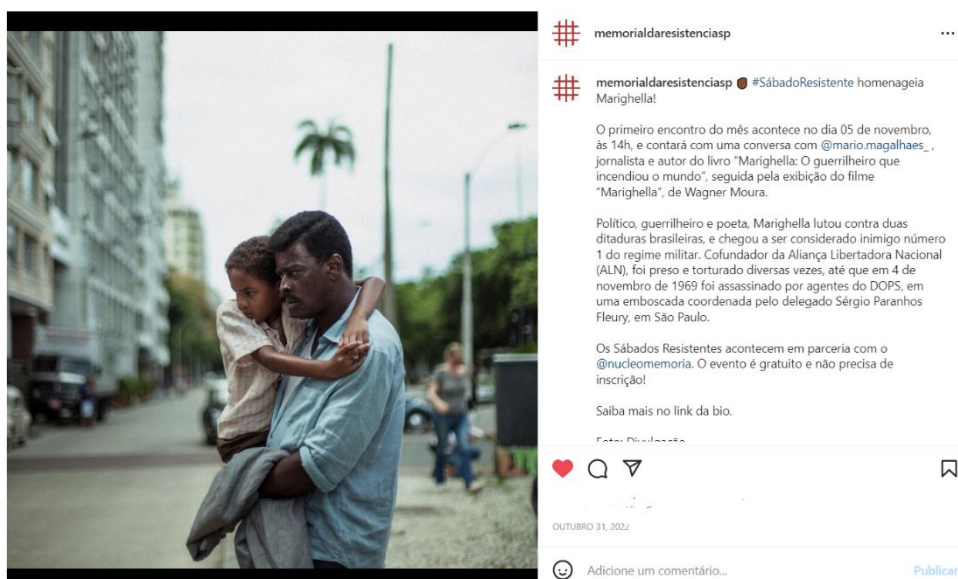 memorialdaresistenciasp
memorialdaresistenciasp #SábadoResistente homenageia
Marighella!
O primeiro encontro do mês acontece no dia 05 de novembro,
às 14h, e contará com uma conversa com @mario.magalhaes_ ,
jornalista e autor do livro "Marighella: O guerrilheiro que
incendiou o mundo", seguida pela exibição do filme
"Marighella", de Wagner Moura.
Político, guerrilheiro e poeta, Marighella lutou contra duas
ditaduras brasileiras, e chegou a ser considerado inimigo número
1 do regime militar. Cofundador da Aliança Libertadora Nacional
(ALN), foi preso e torturado diversas vezes, até que em 4 de
novembro de 1969 foi assassinado por agentes do DOPS, em
uma emboscada coordenada pelo delegado Sérgio Paranhos
Fleury, em São Paulo.
Os Sábados Resistentes acontecem em parceria com o
@nucleomemoria. O evento é gratuito e não precisa de
inscrição!
Saiba mais no link da bio.
Foto: Divulgação
OUTUBRO 31, 2022
Adicione um comentário...
Publicar